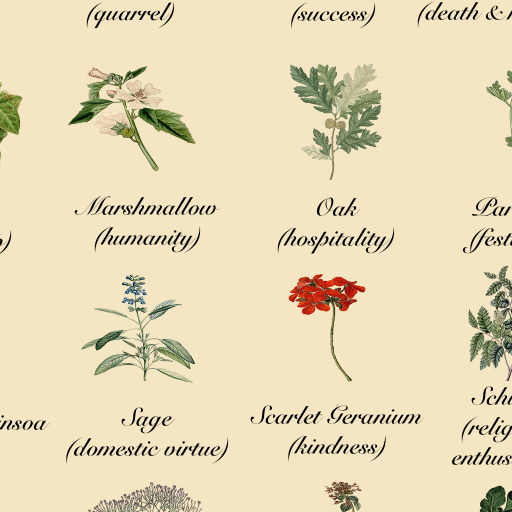 (quarrel)
(success)
(death &
Marshmallow
(humanity)
Oak
(hospitality)
Sage
(domestic virtue)
Scarlet Geranium
(kindness)